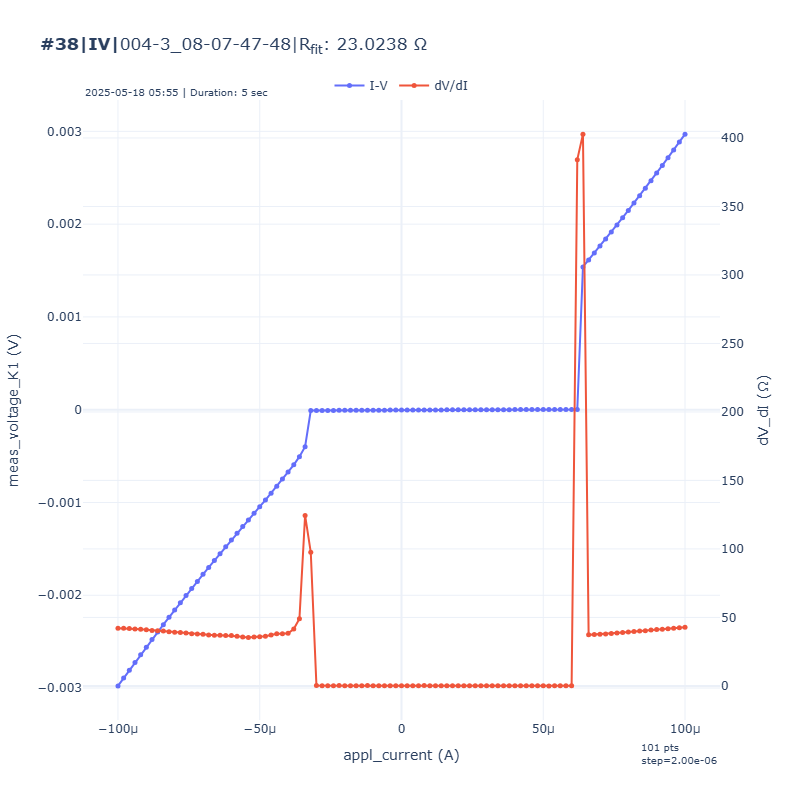 #38|IV|004-3_08-07-47-48|Rfit: 23.0238 Ω
2025-05-18 05:55 | Duration: 5 sec
I-V
dV/dI
0.003
0.002
0.001
0
−0.001
−0.002
−0.003
meas_voltage_K1 (V)
400
350
300
250
200
150
100
50
0
dV_dI (Ω)
−100μ
−50μ
0
50μ
100μ
appl_current (A)
101 pts
step=2.00e-06